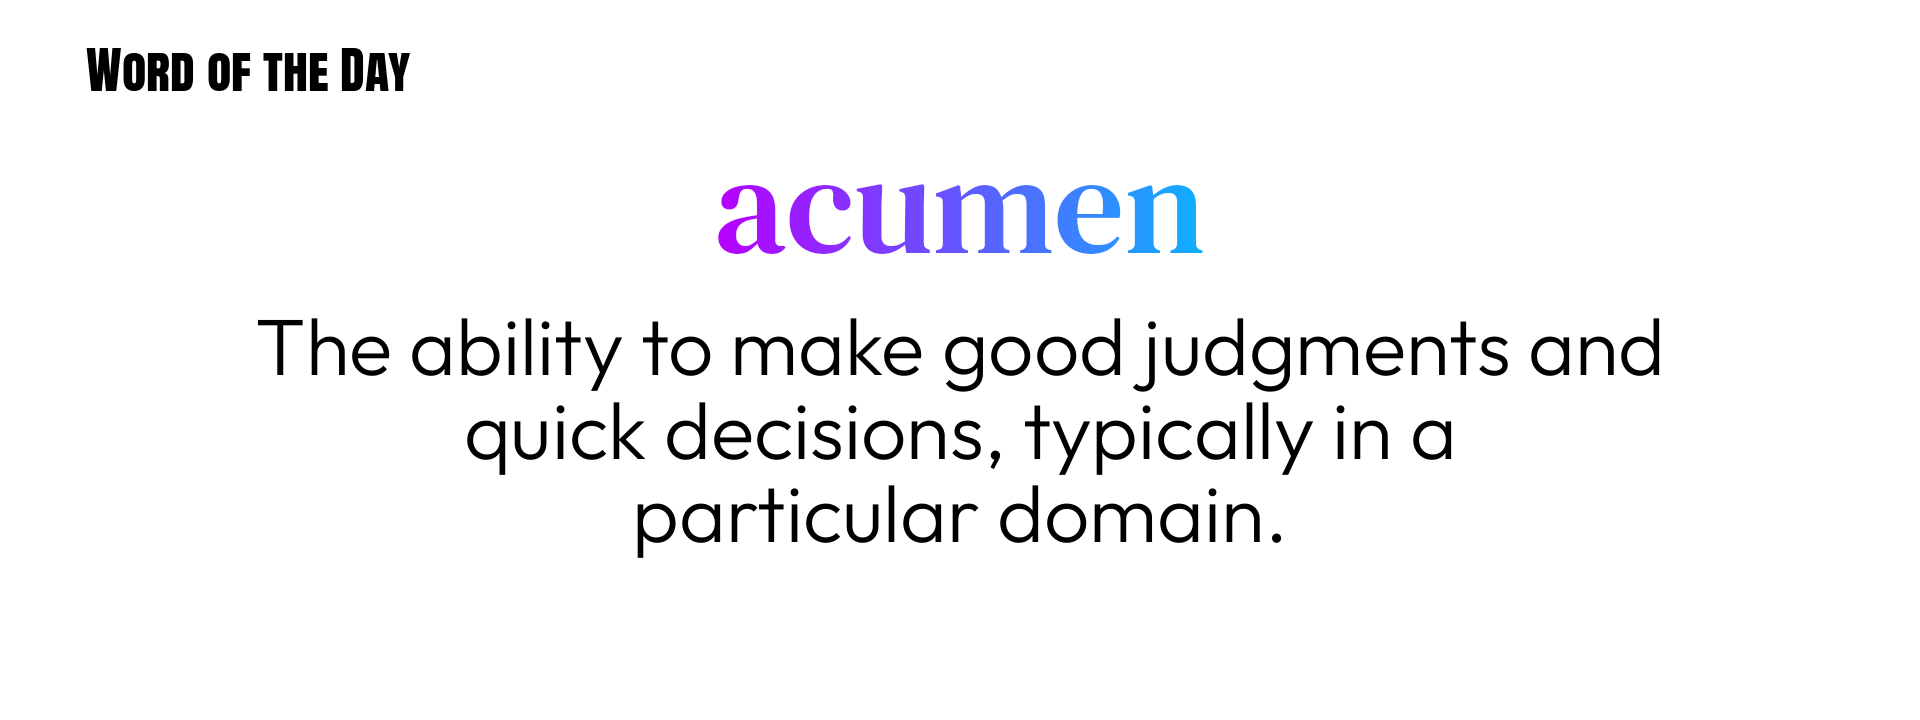 Word of the Day
acumen
The ability to make good judgments and
quick decisions, typically in a
particular domain.